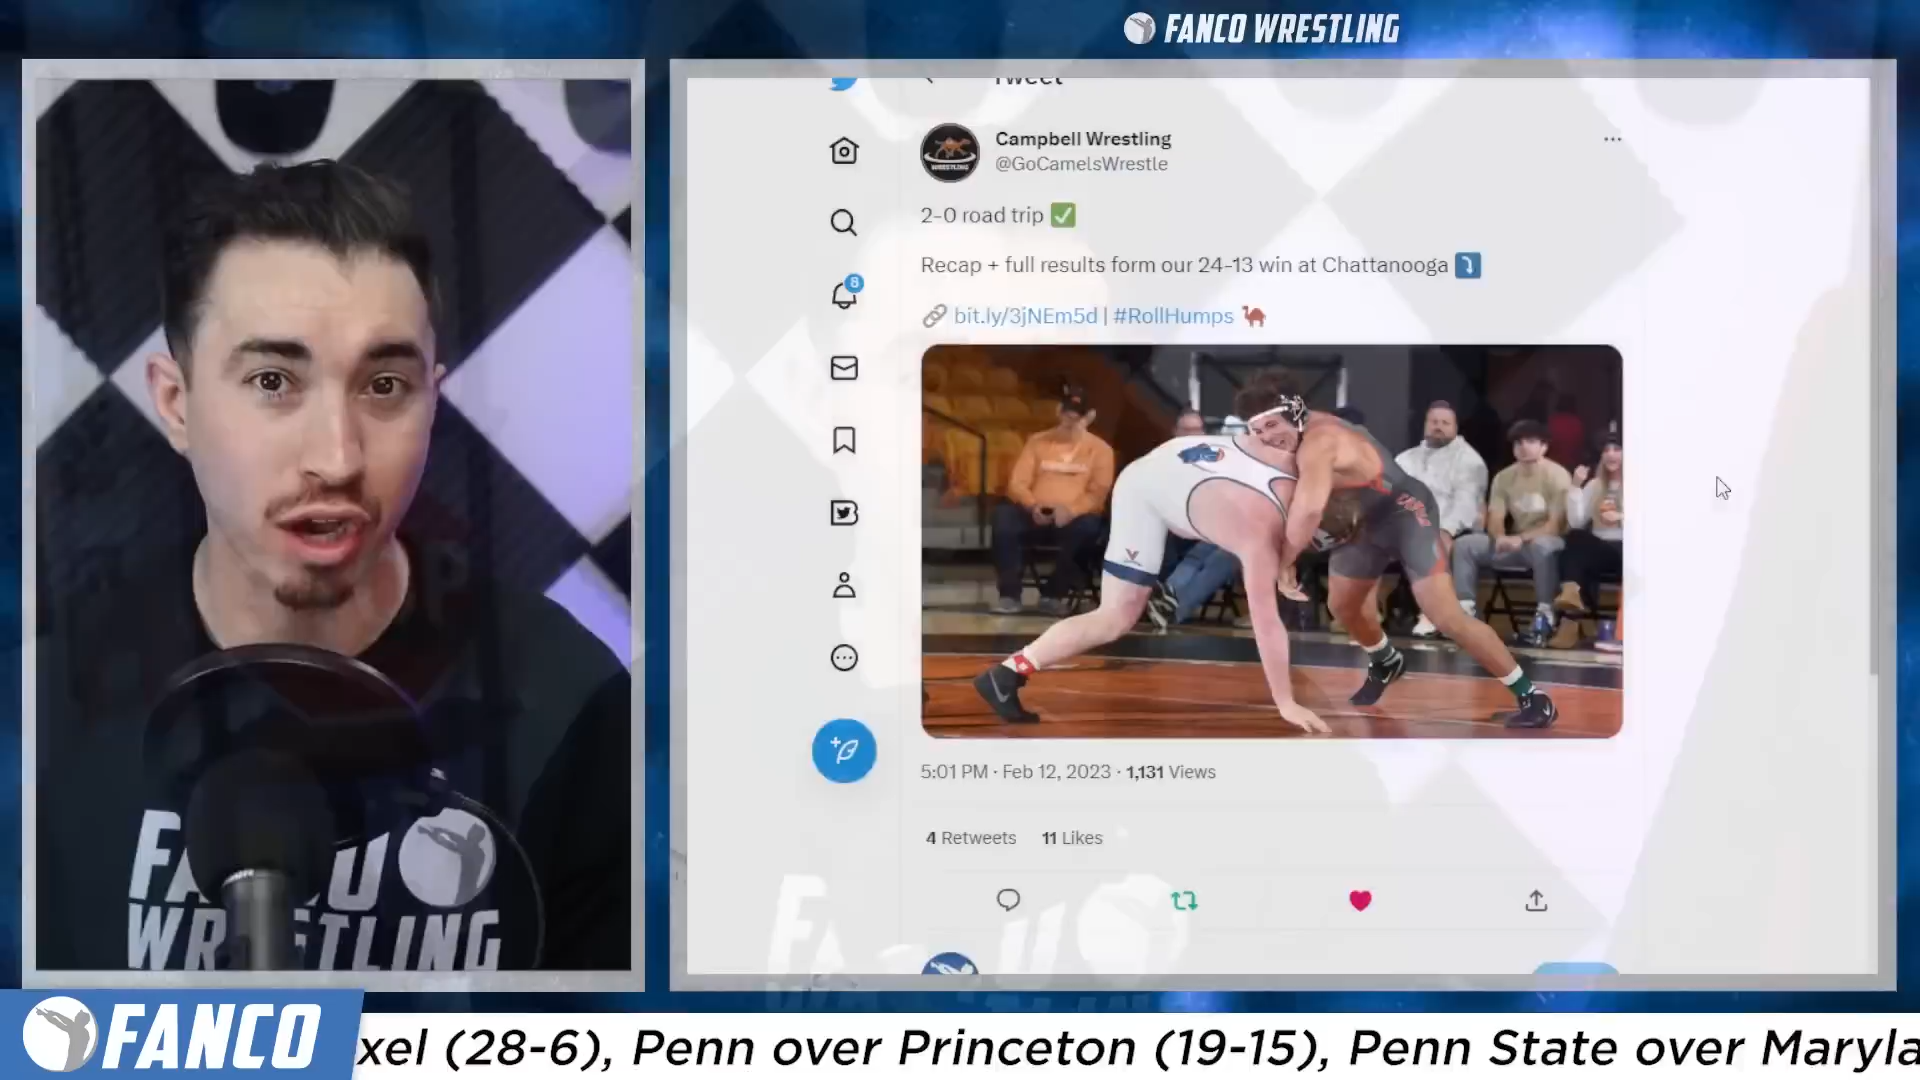 FANCO WRESTLING
Tweet
Campbell Wrestling
@GoCamelsWrestle
2-0 road trip
Recap + full results form our 24-13 win at Chattanooga
bit.ly/3jNEm5d | #RollHumps
8
5:01 PM · Feb 12, 2023 · 1,131 Views
4 Retweets 11 Likes
WRESTLING
FANCO
xel (28-6), Penn over Princeton (19-15), Penn State over Maryla